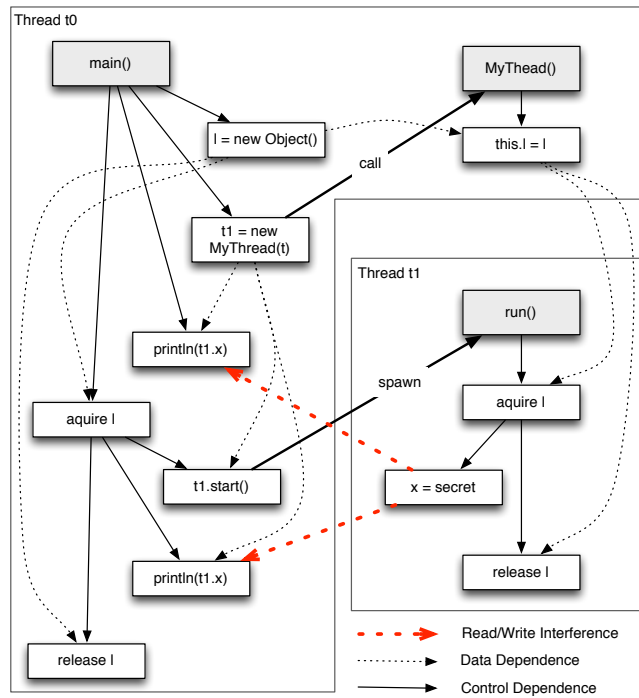 Thread t0
main()
MyThead()
l = new Object()
this.l = l
call
t1 = new
MyThread(t)
Thread t1
run()
println(t1.x)
spawn
aquire l
aquire l
t1.start()
x = secret
println(t1.x)
release l
release l
Read/Write Interference
Data Dependence
Control Dependence